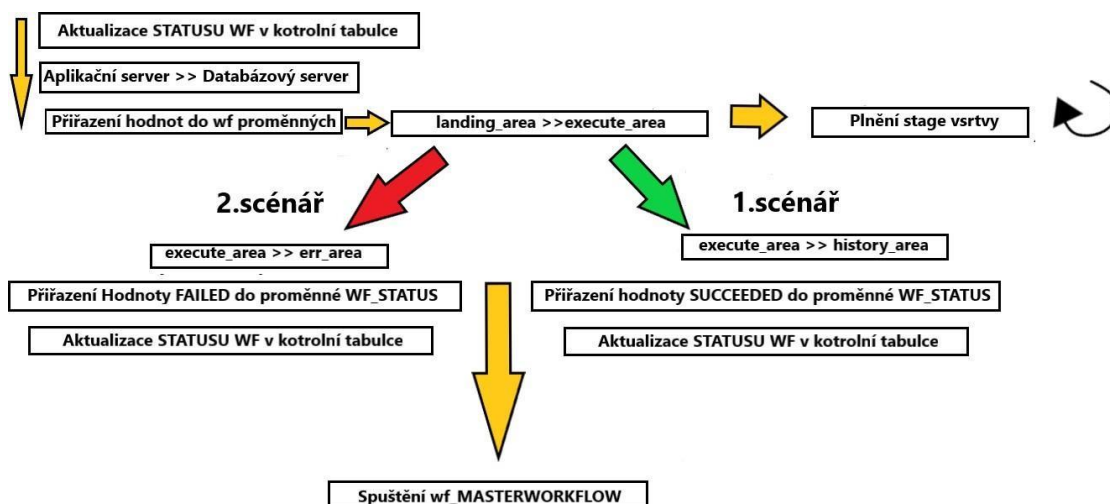 Aktualizace STATUSU WF v kotrolní tabulce
Aplikační server >> Databázový server
Přiřazení hodnot do wf proměnných
landing_area >>execute_area
Plnění stage vsrtvy
2.scénář
1.scénář
execute_area >> err_area
execute_area >> history_area
Přiřazení Hodnoty FAILED do proměnné WF_STATUS
Přiřazení hodnoty SUCCEEDED do proměnné WF_STATUS
Aktualizace STATUSU WF v kotrolní tabulce
Aktualizace STATUSU WF v kotrolní tabulce
Spuštění wf_MASTERWORKFLOW